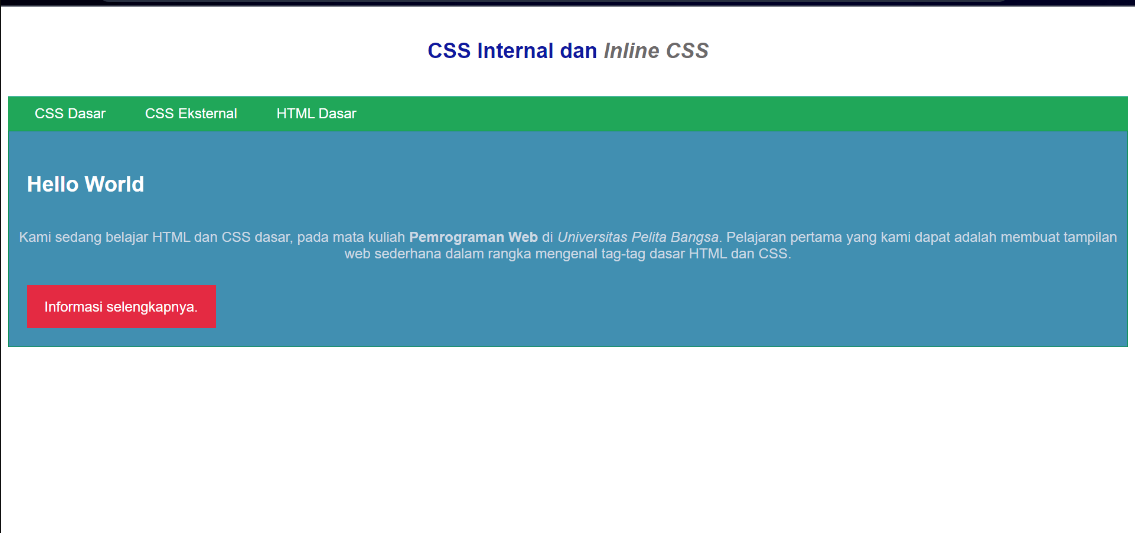 CSS Internal dan Inline CSS
CSS Dasar CSS Eksternal HTML Dasar
Hello World
Kami sedang belajar HTML dan CSS dasar, pada mata kuliah Pemrograman Web di Universitas Pelita Bangsa. Pelajaran pertama yang kami dapat adalah membuat tampilan
web sederhana dalam rangka mengenal tag-tag dasar HTML dan CSS.
Informasi selengkapnya.